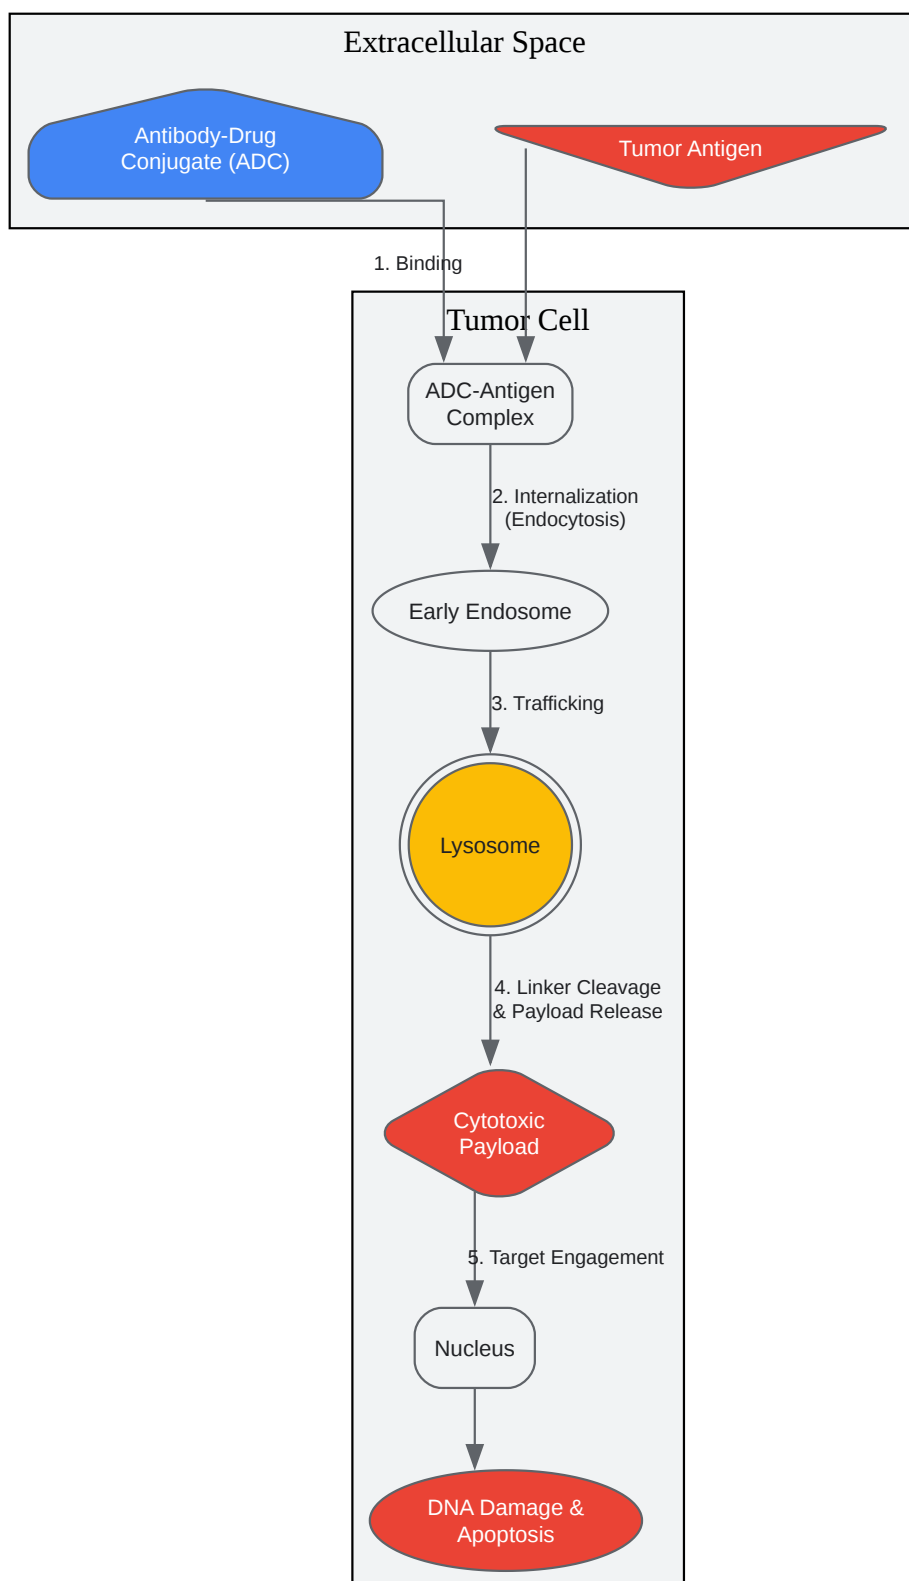 Extracellular Space
Antibody-Drug
Conjugate (ADC)
Tumor Antigen
1. Binding
Tumor Cell
ADC-Antigen
Complex
2. Internalization
(Endocytosis)
Early Endosome
3. Trafficking
Lysosome
4. Linker Cleavage
& Payload Release
Cytotoxic
Payload
5. Target Engagement
Nucleus
DNA Damage &
Apoptosis